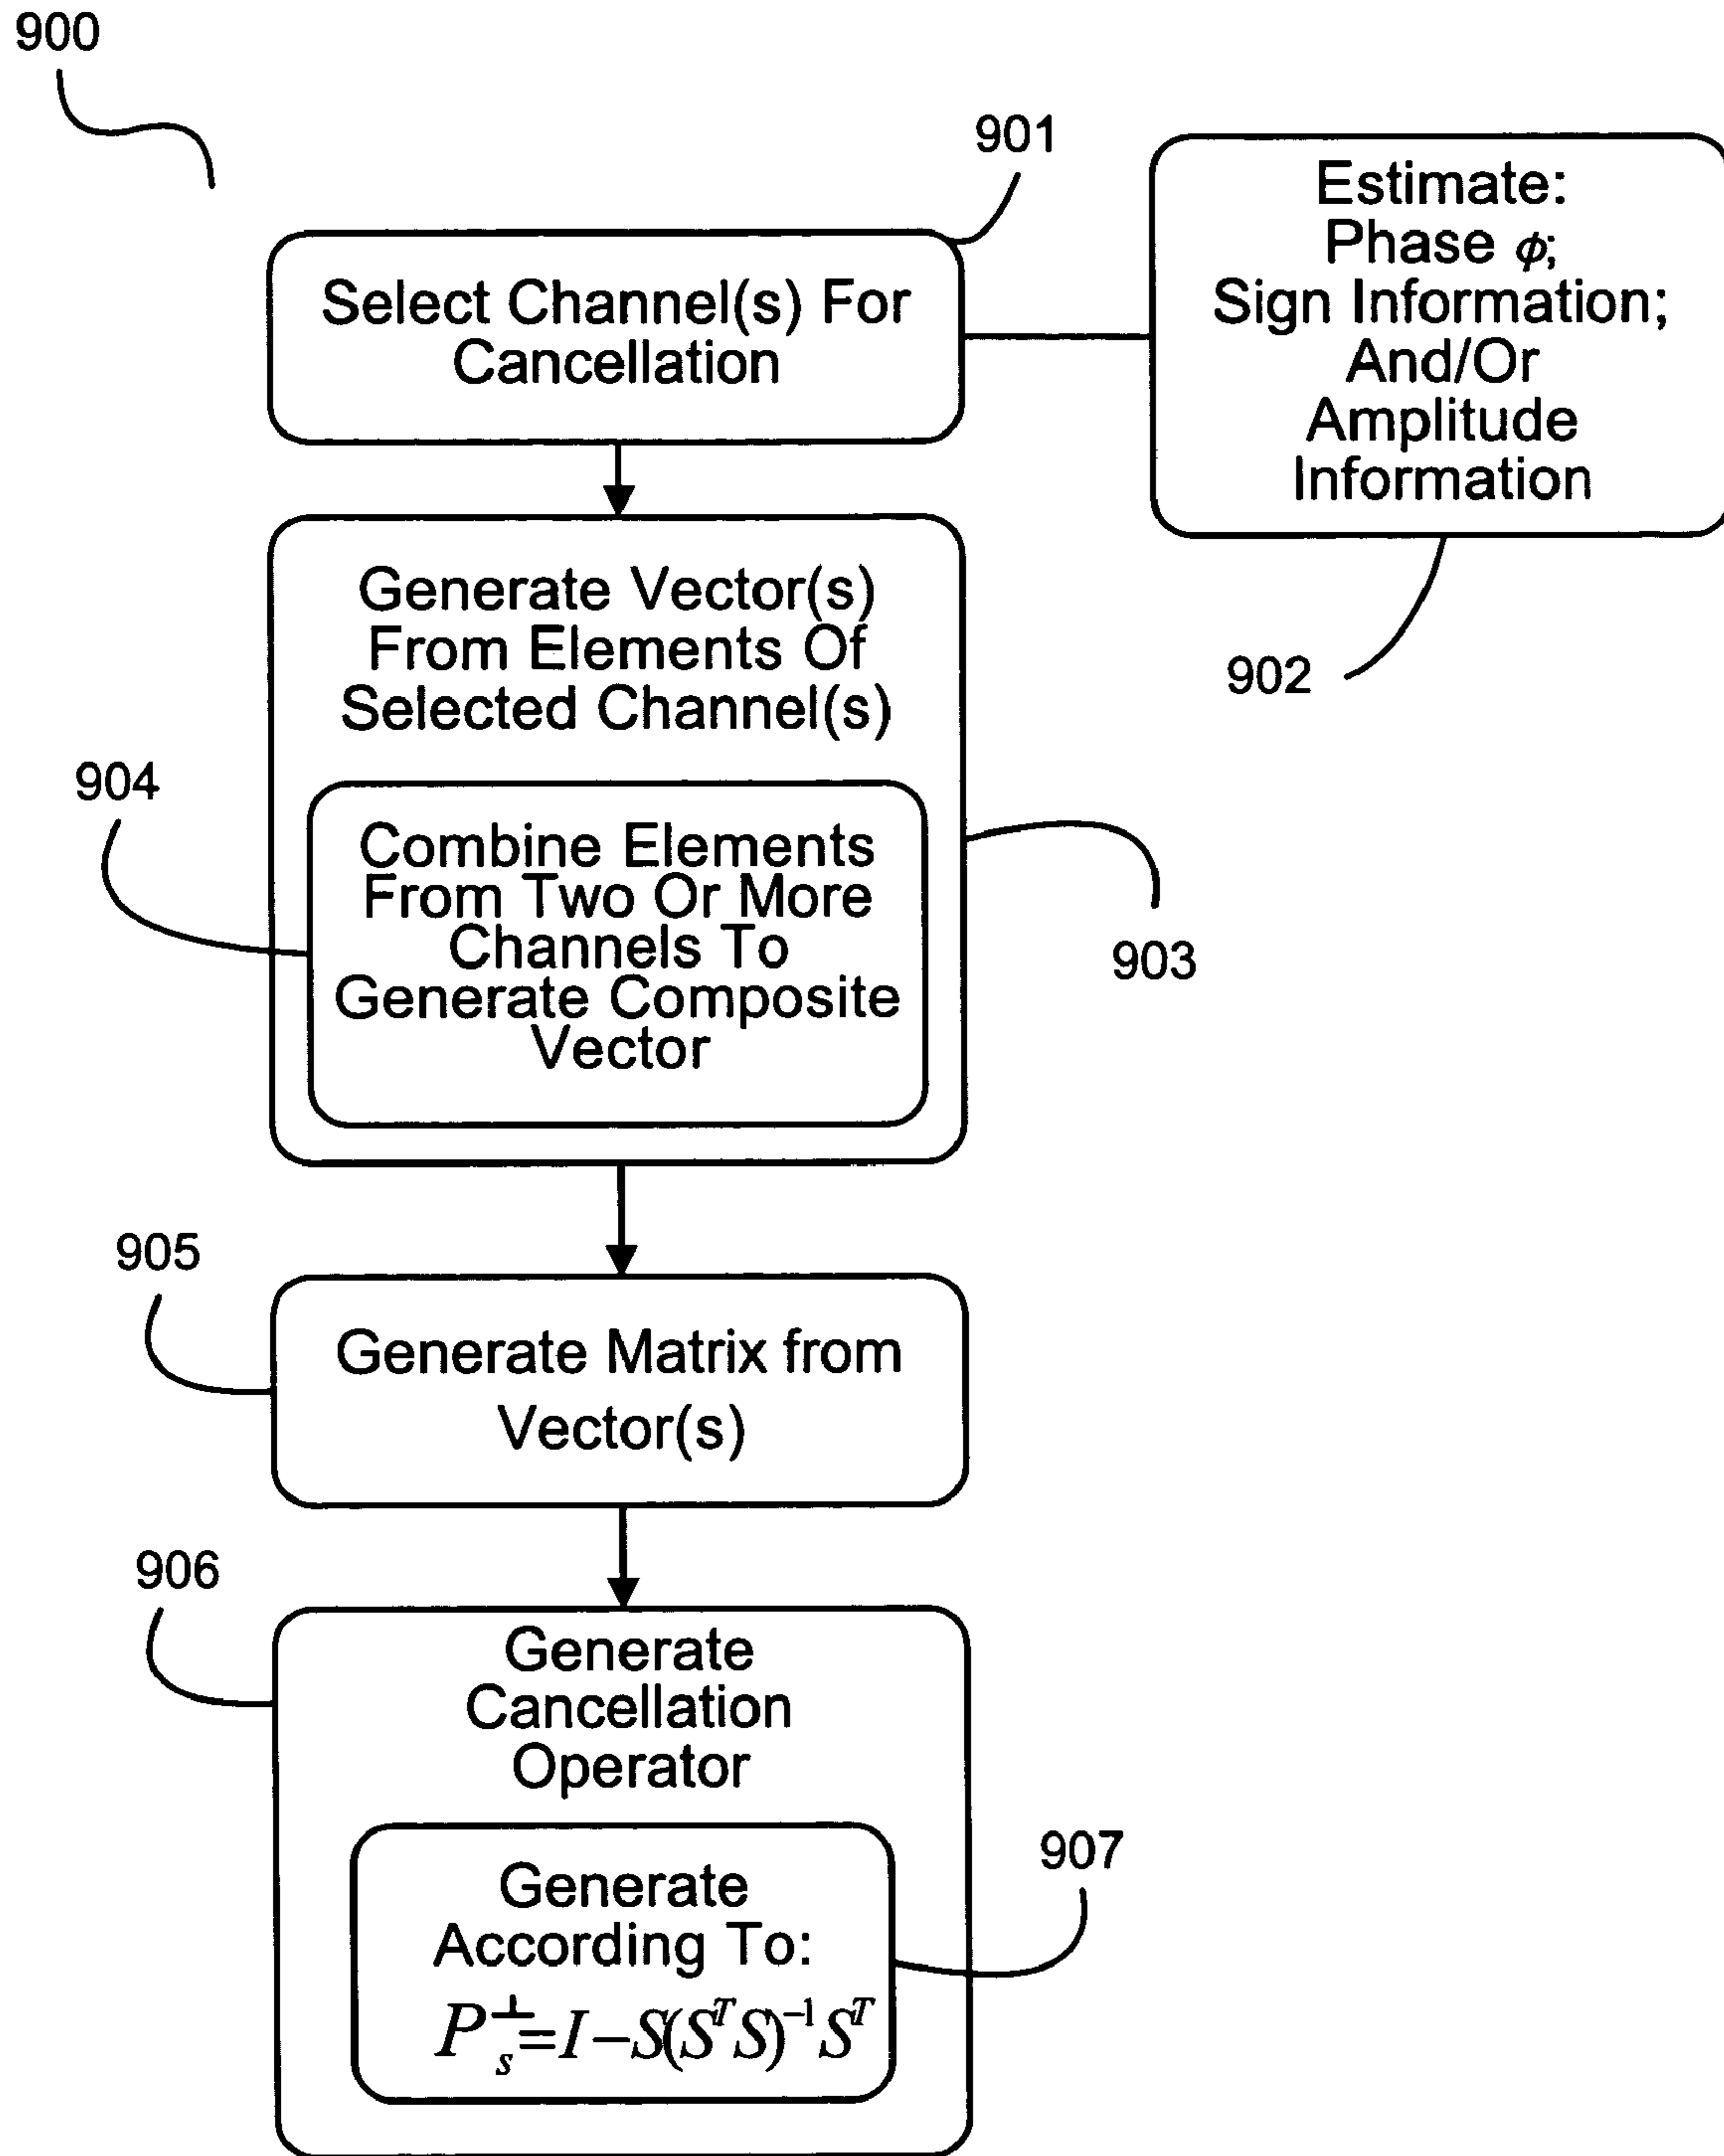 900
901
Select Channel(s) For
Cancellation
Estimate:
Phase ϕ;
Sign Information;
And/Or
Amplitude
Information
902
Generate Vector(s)
From Elements Of
Selected Channel(s)
903
904
Combine Elements
From Two Or More
Channels To
Generate Composite
Vector
905
Generate Matrix from
Vector(s)
906
Generate
Cancellation
Operator
907
Generate
According To:
P_s^⊥=I−S(S^T S)^−1 S^T